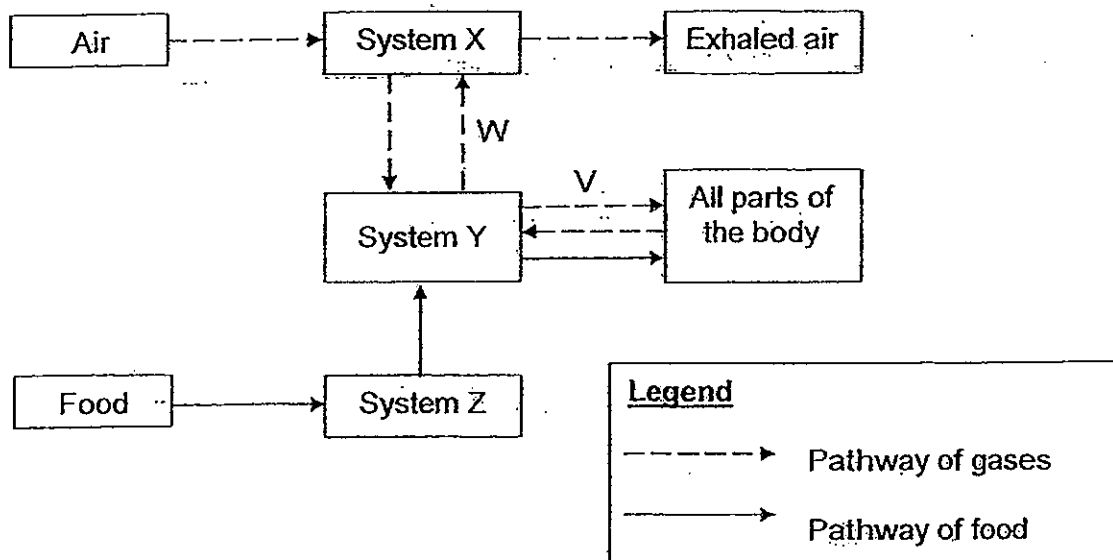 Air
System X
Exhaled air
W
V
System Y
All parts of
the body
Food
System Z
Legend
Pathway of gases
Pathway of food